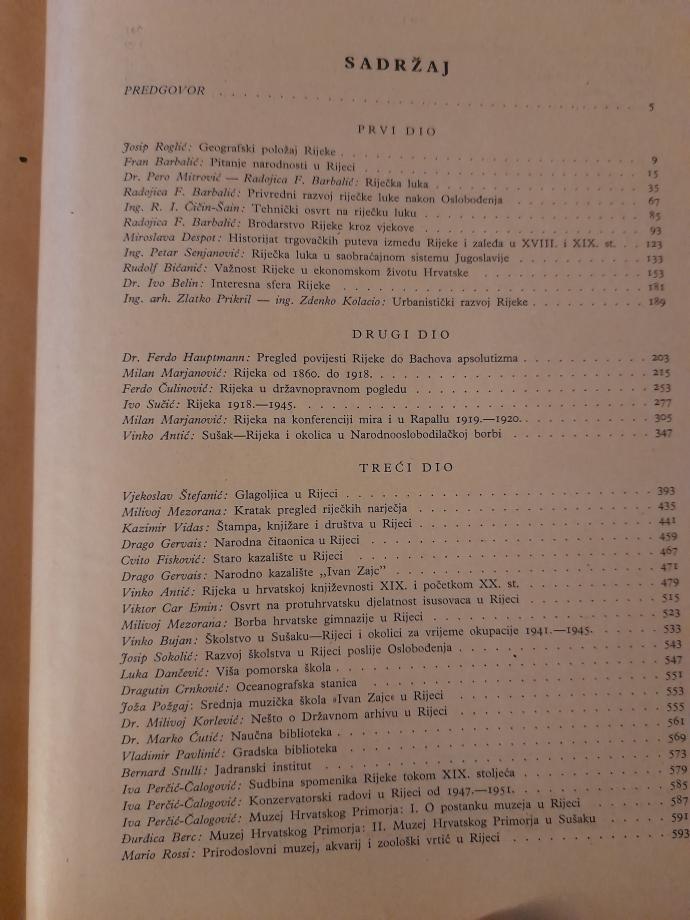 SADRŽAJ
PREDGOVOR . . . . . . . . . . 5
PRVI DIO
Josip Roglić: Geografski položaj Rijeke . . . . . . . . . . 9
Fran Barbalić: Pitanje narodnosti u Rijeci . . . . . . . . . . 15
Dr. Pero Mitrović — Radojica F. Barbalić: Riječka luka . . . . . . . . . . 35
Radojica F. Barbalić: Privredni razvoj riječke luke nakon Oslobođenja . . . . . . . . . . 67
Ing. R. I. Čičin-Šain: Tehnički osvrt na riječku luku . . . . . . . . . . 85
Radojica F. Barbalić: Brodarstvo Rijeke kroz vjekove . . . . . . . . . . 93
Miroslava Despot: Historijat trgovačkih puteva između Rijeke i zaleđa u XVIII. i XIX. st. . . 123
Ing. Petar Senjanović: Riječka luka u saobraćajnom sistemu Jugoslavije . . . . . . . . . . 133
Rudolf Bićanić: Važnost Rijeke u ekonomskom životu Hrvatske . . . . . . . . . . 153
Dr. Ivo Belin: Interesna sfera Rijeke . . . . . . . . . . 181
Ing. arh. Zlatko Prikril — ing. Zdenko Kolacio: Urbanistički razvoj Rijeke . . . . . . . . . . 189
DRUGI DIO
Dr. Ferdo Hauptmann: Pregled povijesti Rijeke do Bachova apsolutizma . . . . . . . . . . 203
Milan Marjanović: Rijeka od 1860. do 1918. . . . . . . . . . . 215
Ferdo Čulinović: Rijeka u državnopravnom pogledu . . . . . . . . . . 253
Ivo Sučić: Rijeka 1918.—1945. . . . . . . . . . . 277
Milan Marjanović: Rijeka na konferenciji mira i u Rapallu 1919.—1920. . . . . . . . . . . 305
Vinko Antić: Sušak—Rijeka i okolica u Narodnooslobodilačkoj borbi . . . . . . . . . . 347
TREĆI DIO
Vjekoslav Štefanić: Glagoljica u Rijeci . . . . . . . . . . 393
Milivoj Mezorana: Kratak pregled riječkih narječja . . . . . . . . . . 435
Kazimir Vidas: Štampa, knjižare i društva u Rijeci . . . . . . . . . . 441
Drago Gervais: Narodna čitaonica u Rijeci . . . . . . . . . . 459
Cvito Fisković: Staro kazalište u Rijeci . . . . . . . . . . 467
Drago Gervais: Narodno kazalište „Ivan Zajc” . . . . . . . . . . 471
Vinko Antić: Rijeka u hrvatskoj književnosti XIX. i početkom XX. st. . . . . . . . . . . 479
Viktor Car Emin: Osvrt na protuhrvatsku djelatnost isusovaca u Rijeci . . . . . . . . . . 515
Milivoj Mezorana: Borba hrvatske gimnazije u Rijeci . . . . . . . . . . 523
Vinko Bujan: Školstvo u Sušaku—Rijeci i okolici za vrijeme okupacije 1941.—1945. . . . . . . 533
Josip Sokolić: Razvoj školstva u Rijeci poslije Oslobođenja . . . . . . . . . . 543
Luka Dančević: Viša pomorska škola . . . . . . . . . . 547
Dragutin Crnković: Oceanografska stanica . . . . . . . . . . 551
Joža Požgaj: Srednja muzička škola »Ivan Zajc« u Rijeci . . . . . . . . . . 553
Dr. Milivoj Korlević: Nešto o Državnom arhivu u Rijeci . . . . . . . . . . 555
Dr. Marko Ćutić: Naučna biblioteka . . . . . . . . . . 561
Vladimir Pavlinić: Gradska biblioteka . . . . . . . . . . 569
Bernard Stulli: Jadranski institut . . . . . . . . . . 573
Iva Perčić-Čalogović: Sudbina spomenika Rijeke tokom XIX. stoljeća . . . . . . . . . . 579
Iva Perčić-Čalogović: Konzervatorski radovi u Rijeci od 1947.—1951. . . . . . . . . . . 585
Iva Perčić-Čalogović: Muzej Hrvatskog Primorja: I. O postanku muzeja u Rijeci . . . . . . . 587
Đurđica Berc: Muzej Hrvatskog Primorja: II. Muzej Hrvatskog Primorja u Sušaku . . . . . . 591
Mario Rossi: Prirodoslovni muzej, akvarij i zoološki vrtić u Rijeci . . . . . . . . . . 593